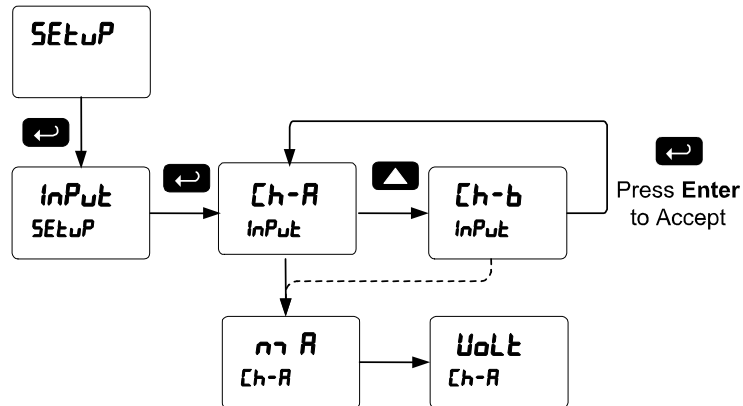 SEtuP
InPut
SEtuP
Ch-A
InPut
Ch-b
InPut
Press Enter
to Accept
mA
Ch-A
VoLt
Ch-A